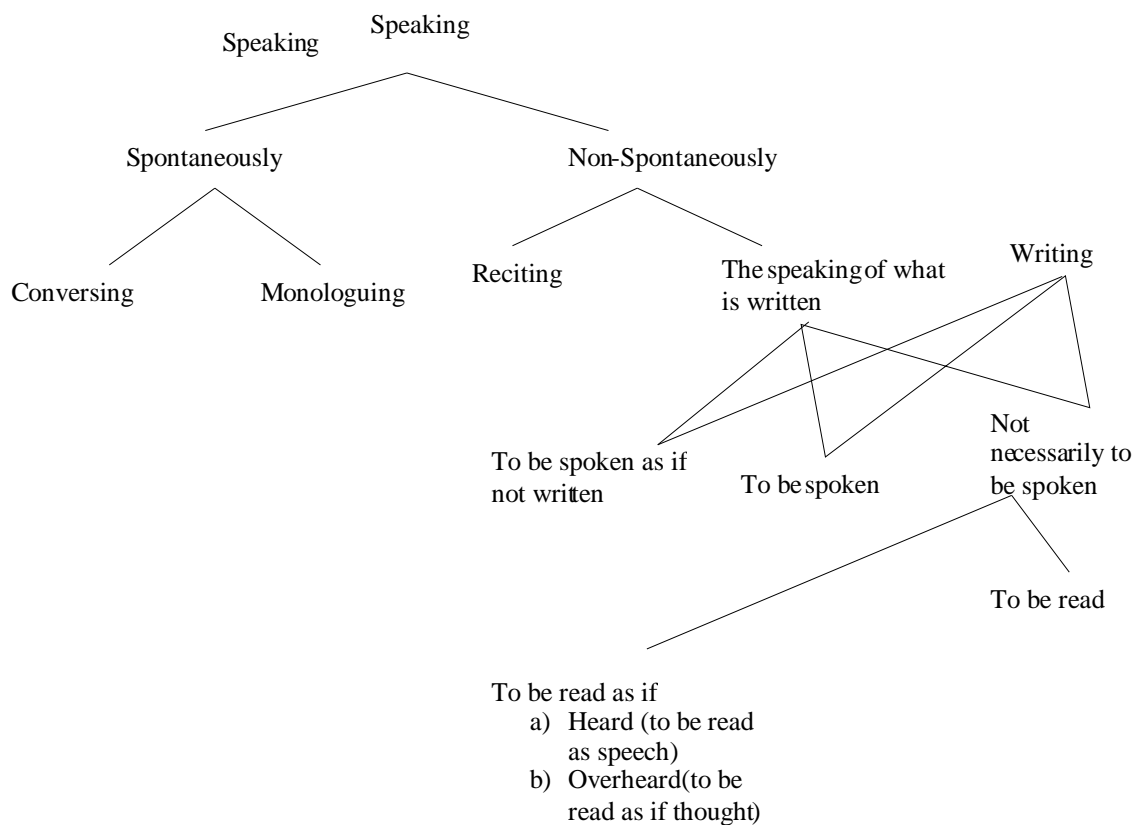 Speaking
Speaking
Spontaneously
Non-Spontaneously
Conversing
Monologuing
Reciting
The speaking of what
is written
Writing
To be spoken as if
not written
To be spoken
Not
necessarily to
be spoken
To be read
To be read as if
a) Heard (to be read
as speech)
b) Overheard(to be
read as if thought)